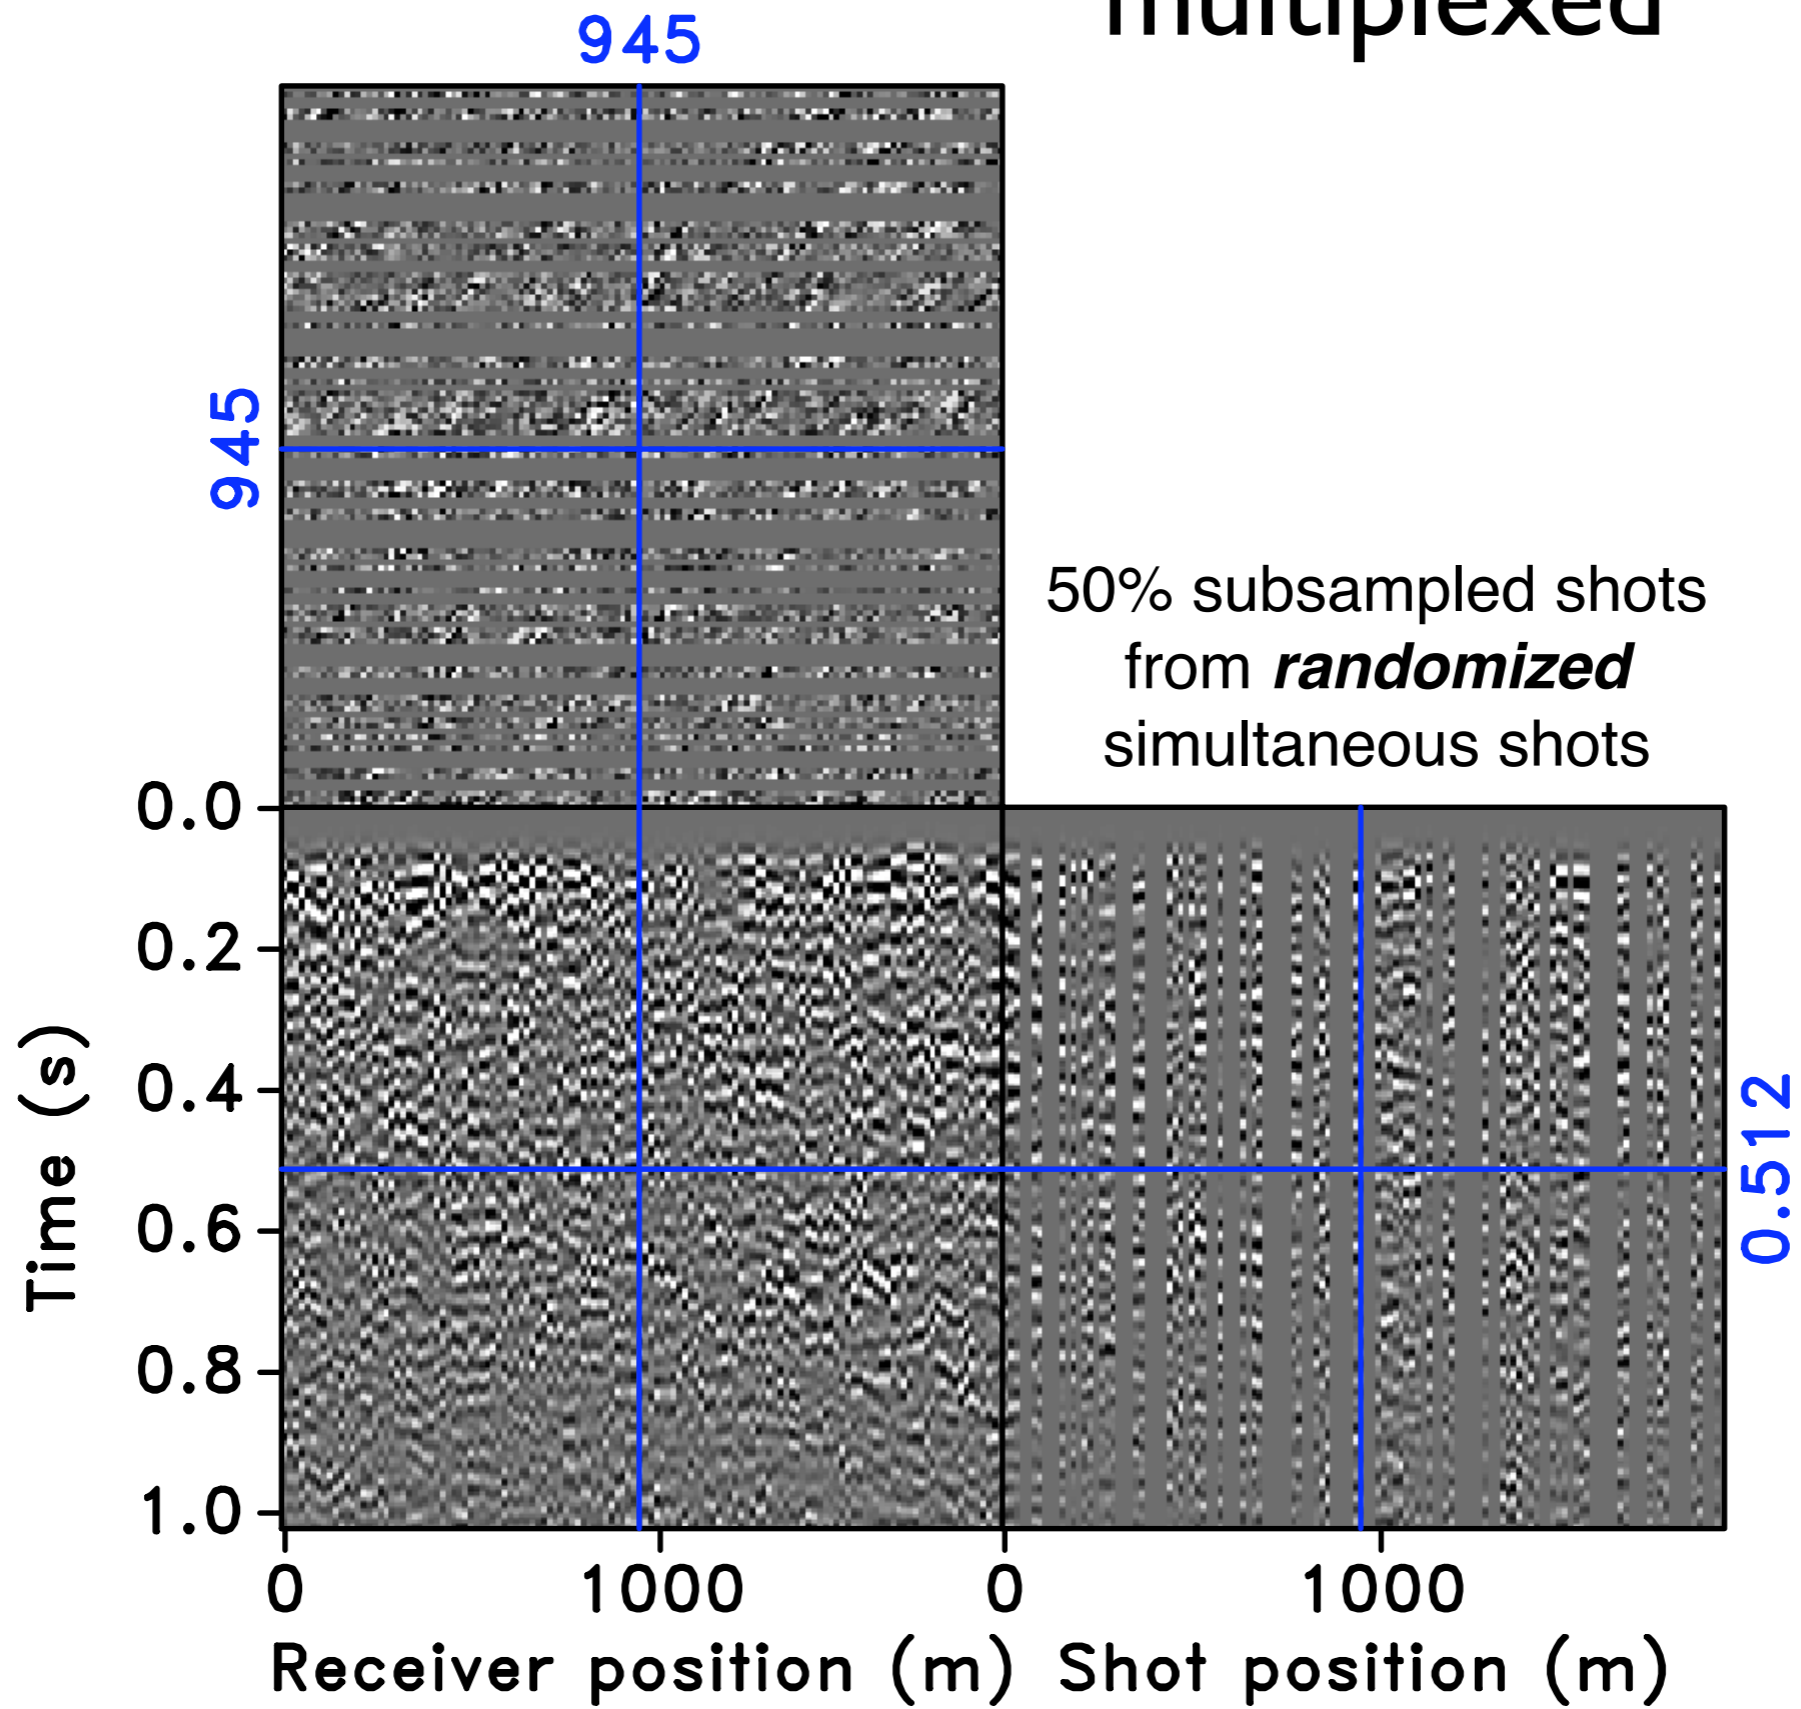 multiplexed
945
945
50% subsampled shots
from randomized
simultaneous shots
0.0
0.2
0.4
0.6
0.8
1.0
Time (s)
0.512
0 1000 0 1000
Receiver position (m) Shot position (m)